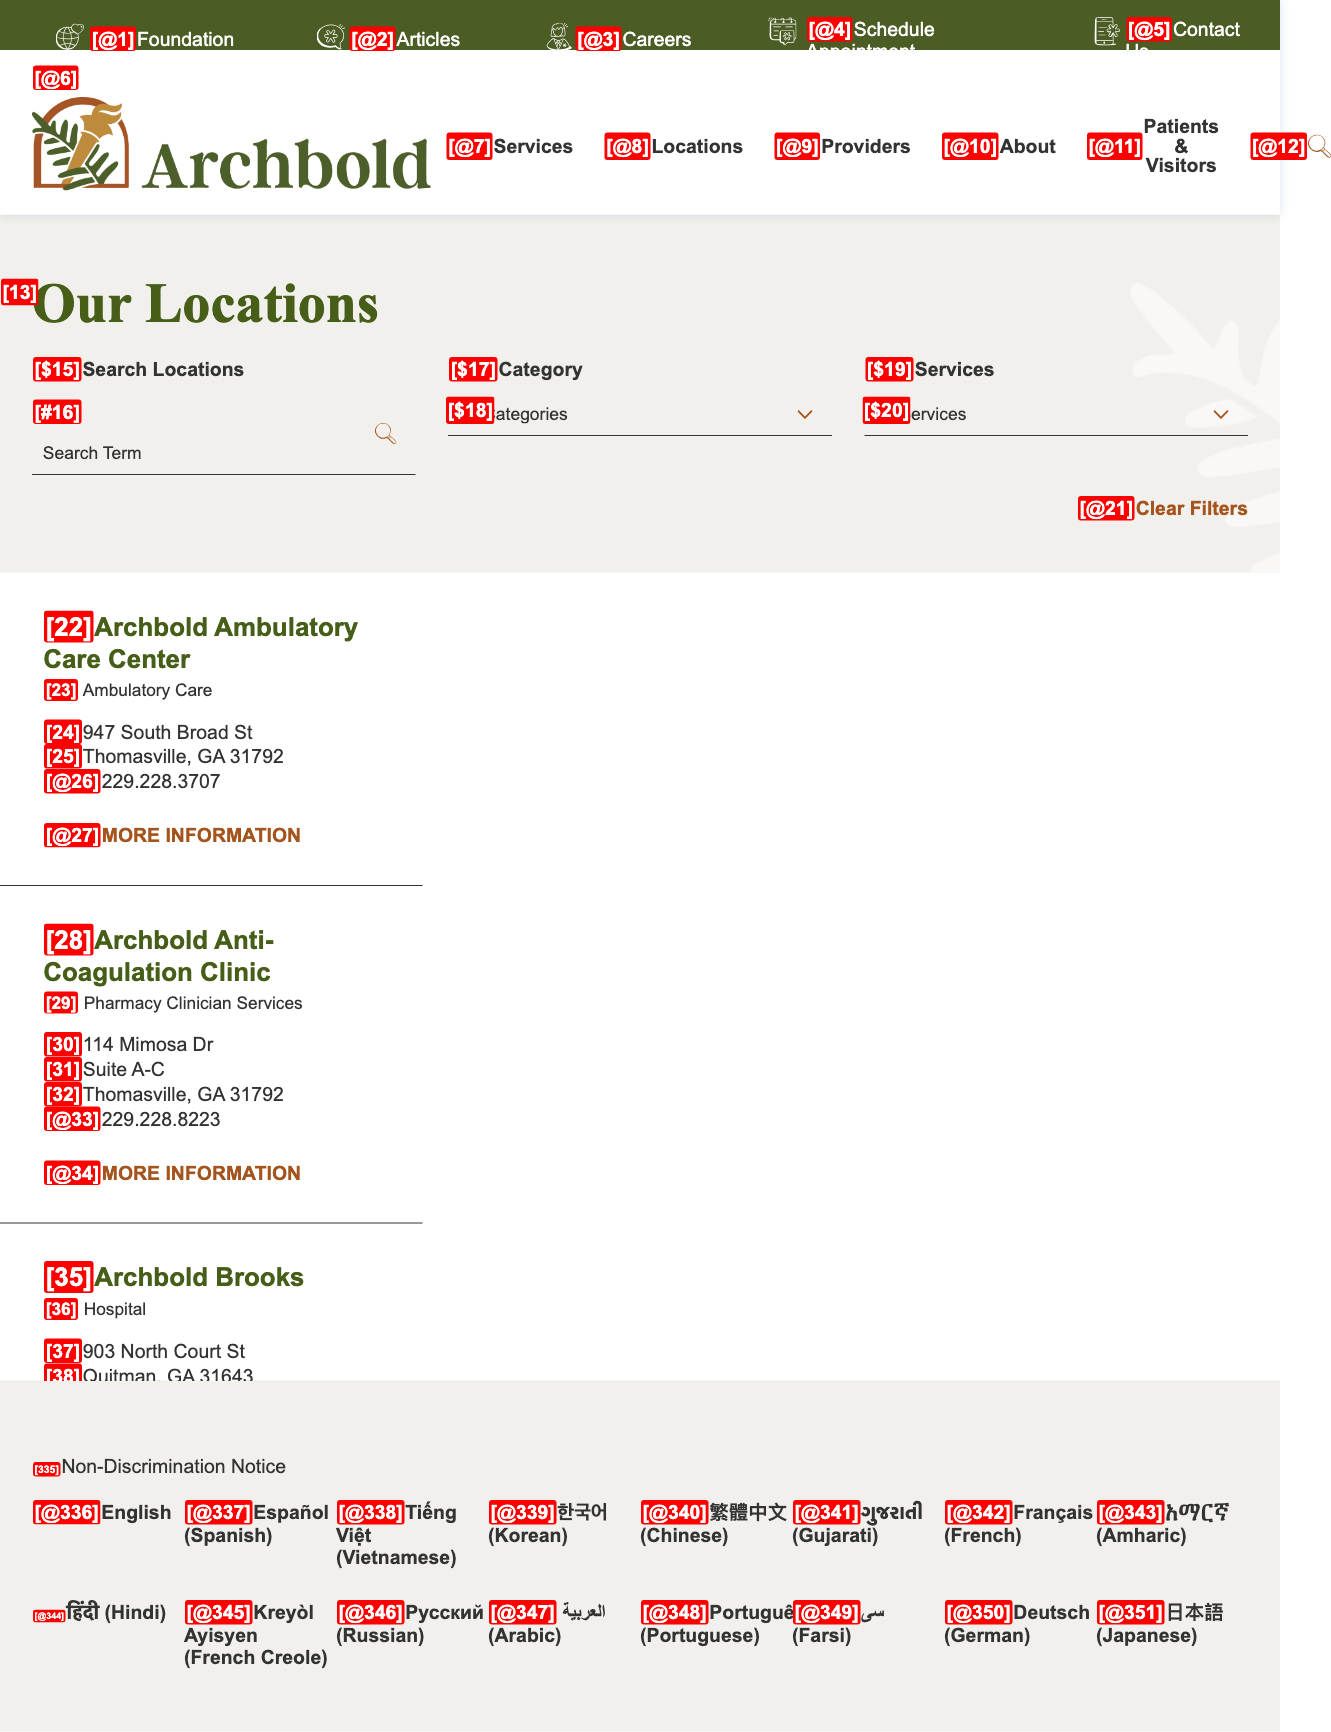 [@1] Foundation
[@2] Articles
[@3] Careers
[@4] Schedule
Appointment
[@5] Contact
Us
[@6]
Archbold
[@7] Services
[@8] Locations
[@9] Providers
[@10] About
[@11] Patients
&
Visitors
[@12]
[13] Our Locations
[$15] Search Locations
[#16]
Search Term
[$17] Category
[$18] ategories
[$19] Services
[$20] ervices
[@21] Clear Filters
[22] Archbold Ambulatory
Care Center
[23] Ambulatory Care
[24] 947 South Broad St
[25] Thomasville, GA 31792
[@26] 229.228.3707
[@27] MORE INFORMATION
[28] Archbold Anti-
Coagulation Clinic
[29] Pharmacy Clinician Services
[30] 114 Mimosa Dr
[31] Suite A-C
[32] Thomasville, GA 31792
[@33] 229.228.8223
[@34] MORE INFORMATION
[35] Archbold Brooks
[36] Hospital
[37] 903 North Court St
[38] Quitman, GA 31643
[335] Non-Discrimination Notice
[@336] English
[@337] Español
(Spanish)
[@338] Tiếng
Việt
(Vietnamese)
[@339] 한국어
(Korean)
[@340] 繁體中文
(Chinese)
[@341] ગુજરાતી
(Gujarati)
[@342] Français
(French)
[@343] አማርኛ
(Amharic)
[@344] हिंदी (Hindi)
[@345] Kreyòl
Ayisyen
(French Creole)
[@346] Русский
(Russian)
[@347] العربية
(Arabic)
[@348] Portuguê
(Portuguese)
[@349] سی
(Farsi)
[@350] Deutsch
(German)
[@351] 日本語
(Japanese)